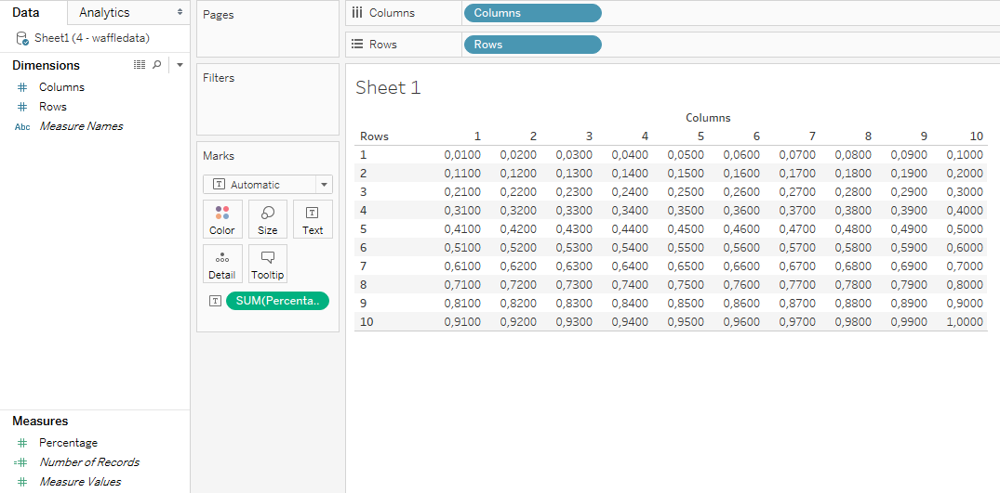 Data Analytics
Sheet1 (4 - waffledata)
Dimensions
# Columns
# Rows
Abc Measure Names
Measures
# Percentage
=# Number of Records
# Measure Values
Pages
Filters
Marks
T Automatic
Color Size Text
Detail Tooltip
T SUM(Percenta..
Columns Columns
Rows Rows
Sheet 1
Columns
Rows 1 2 3 4 5 6 7 8 9 10
1 0,0100 0,0200 0,0300 0,0400 0,0500 0,0600 0,0700 0,0800 0,0900 0,1000
2 0,1100 0,1200 0,1300 0,1400 0,1500 0,1600 0,1700 0,1800 0,1900 0,2000
3 0,2100 0,2200 0,2300 0,2400 0,2500 0,2600 0,2700 0,2800 0,2900 0,3000
4 0,3100 0,3200 0,3300 0,3400 0,3500 0,3600 0,3700 0,3800 0,3900 0,4000
5 0,4100 0,4200 0,4300 0,4400 0,4500 0,4600 0,4700 0,4800 0,4900 0,5000
6 0,5100 0,5200 0,5300 0,5400 0,5500 0,5600 0,5700 0,5800 0,5900 0,6000
7 0,6100 0,6200 0,6300 0,6400 0,6500 0,6600 0,6700 0,6800 0,6900 0,7000
8 0,7100 0,7200 0,7300 0,7400 0,7500 0,7600 0,7700 0,7800 0,7900 0,8000
9 0,8100 0,8200 0,8300 0,8400 0,8500 0,8600 0,8700 0,8800 0,8900 0,9000
10 0,9100 0,9200 0,9300 0,9400 0,9500 0,9600 0,9700 0,9800 0,9900 1,0000